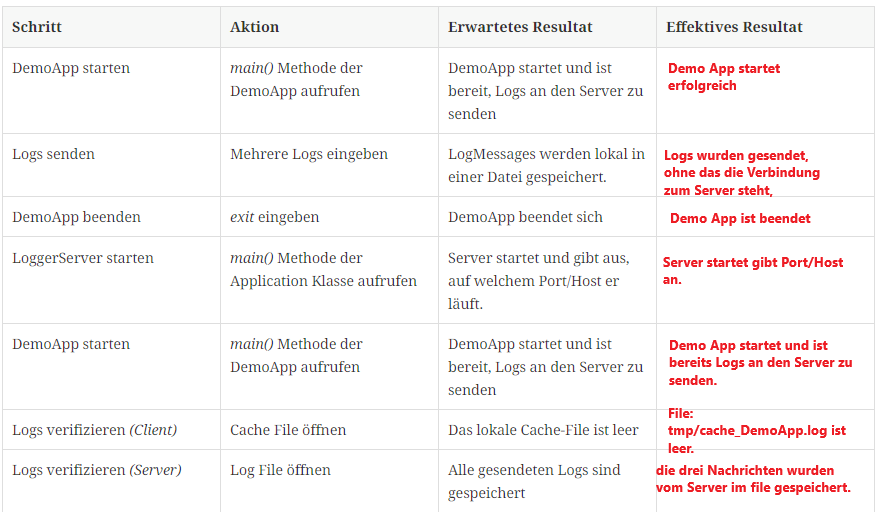 Schritt Aktion Erwartetes Resultat Effektives Resultat
DemoApp starten main() Methode der DemoApp startet und ist Demo App startet
DemoApp aufrufen bereit, Logs an den Server zu erfolgreich
senden
Logs senden Mehrere Logs eingeben LogMessages werden lokal in Logs wurden gesendet,
einer Datei gespeichert. ohne das die Verbindung
zum Server steht,
DemoApp beenden exit eingeben DemoApp beendet sich Demo App ist beendet
LoggerServer starten main() Methode der Server startet und gibt aus, Server startet gibt Port/Host
Application Klasse aufrufen auf welchem Port/Host er an.
läuft.
DemoApp starten main() Methode der DemoApp startet und ist Demo App startet und ist
DemoApp aufrufen bereit, Logs an den Server zu bereits Logs an den Server zu
senden senden.
File:
Logs verifizieren (Client) Cache File öffnen Das lokale Cache-File ist leer tmp/cache_DemoApp.log ist
leer.
Logs verifizieren (Server) Log File öffnen Alle gesendeten Logs sind die drei Nachrichten wurden
gespeichert vom Server im file gespeichert.